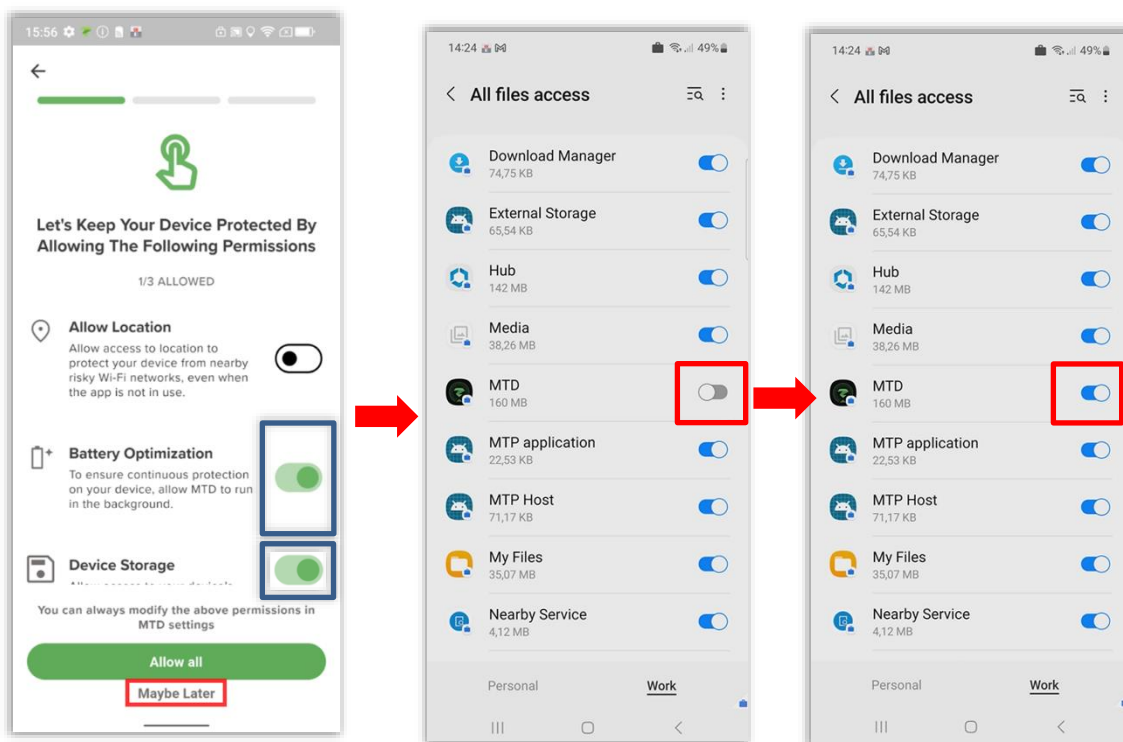 15:56
Let's Keep Your Device Protected By
Allowing The Following Permissions
1/3 ALLOWED
Allow Location
Allow access to location to
protect your device from nearby
risky Wi-Fi networks, even when
the app is not in use.
Battery Optimization
To ensure continuous protection
on your device, allow MTD to run
in the background.
Device Storage
You can always modify the above permissions in
MTD settings
Allow all
Maybe Later
14:24 49%
All files access
Download Manager
74,75 KB
External Storage
65,54 KB
Hub
142 MB
Media
38,26 MB
MTD
160 MB
MTP application
22,53 KB
MTP Host
71,17 KB
My Files
35,07 MB
Nearby Service
4,12 MB
Personal Work
14:24 49%
All files access
Download Manager
74,75 KB
External Storage
65,54 KB
Hub
142 MB
Media
38,26 MB
MTD
160 MB
MTP application
22,53 KB
MTP Host
71,17 KB
My Files
35,07 MB
Nearby Service
4,12 MB
Personal Work